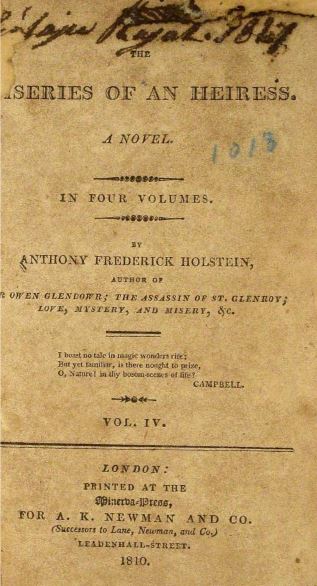 1847
THE
ISERIES OF AN HEIRESS.
A NOVEL.
1013
IN FOUR VOLUMES.
BY
ANTHONY FREDERICK HOLSTEIN,
AUTHOR OF
R OWEN GLENDOWR; THE ASSASSIN OF ST. GLENROY;
LOVE, MYSTERY, AND MISERY, &C.
I boast no tale in magic wonders rife;
But yet familiar, is there nought to prize,
O, Nature! in thy bosom-scenes of life?
CAMPBELL.
VOL. IV.
LONDON:
PRINTED AT THE
Minerva-Press,
FOR A. K. NEWMAN AND CO.
(Successors to Lane, Newman, and Co.)
LEADENHALL-STREET.
1810.